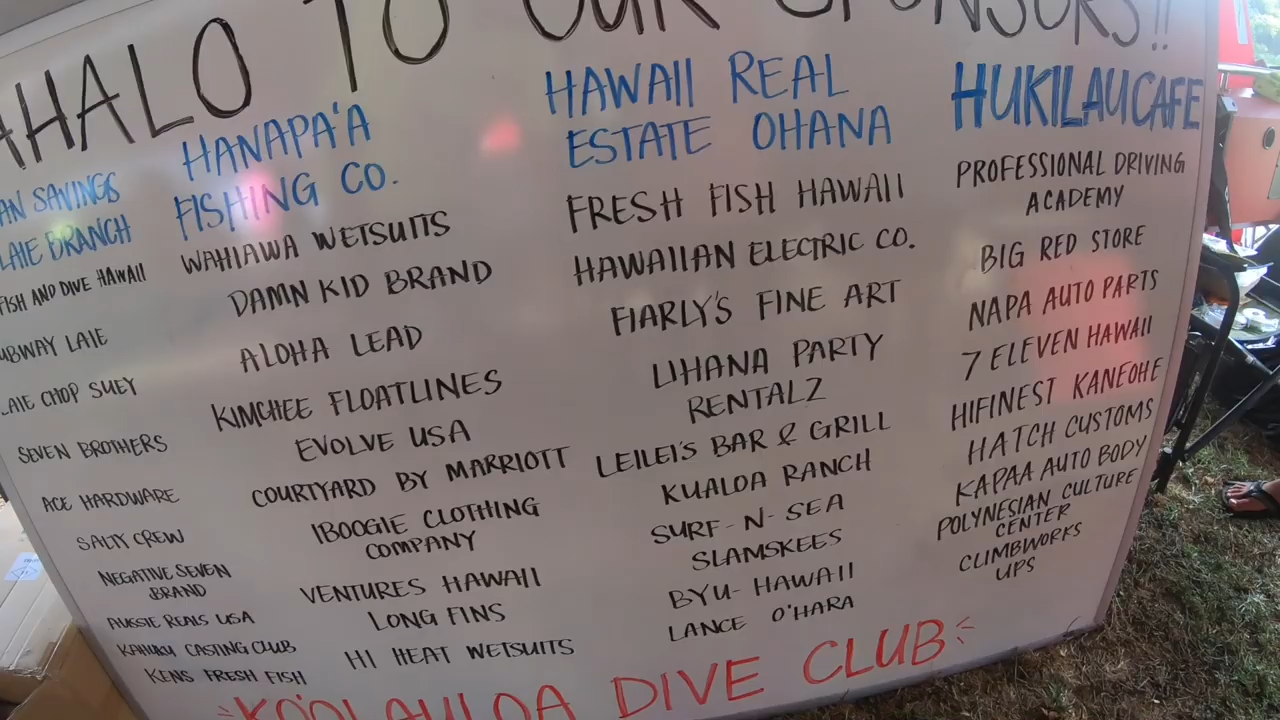 AHALO TO OUR SPONSORS!!
AN SAVINGS
LAIE BRANCH
FISH AND DIVE HAWAII
UBWAY LAIE
LAIE CHOP SUEY
SEVEN BROTHERS
ACE HARDWARE
SALTY CREW
NEGATIVE SEVEN
BRAND
AUSSIE REALS USA
KAHUKU CASTING CLUB
KENS FRESH FISH
HANAPA'A
FISHING CO.
WAHIAWA WETSUITS
DAMN KID BRAND
ALOHA LEAD
KIMCHEE FLOATLINES
EVOLVE USA
COURTYARD BY MARRIOTT
IBOOGIE CLOTHING
COMPANY
VENTURES HAWAII
LONG FINS
HI HEAT WETSUITS
HAWAII REAL
ESTATE OHANA
FRESH FISH HAWAII
HAWAIIAN ELECTRIC CO.
FIARLY'S FINE ART
LIHANA PARTY
RENTALZ
LEILEI'S BAR & GRILL
KUALOA RANCH
SURF-N-SEA
SLAMSKEES
BYU-HAWAII
LANCE O'HARA
HUKILAU CAFE
PROFESSIONAL DRIVING
ACADEMY
BIG RED STORE
NAPA AUTO PARTS
7 ELEVEN HAWAII
HIFINEST KANEOHE
HATCH CUSTOMS
KAPAA AUTO BODY
POLYNESIAN CULTURE
CENTER
CLIMBWORKS
UPS
KO'OLAULOA DIVE CLUB